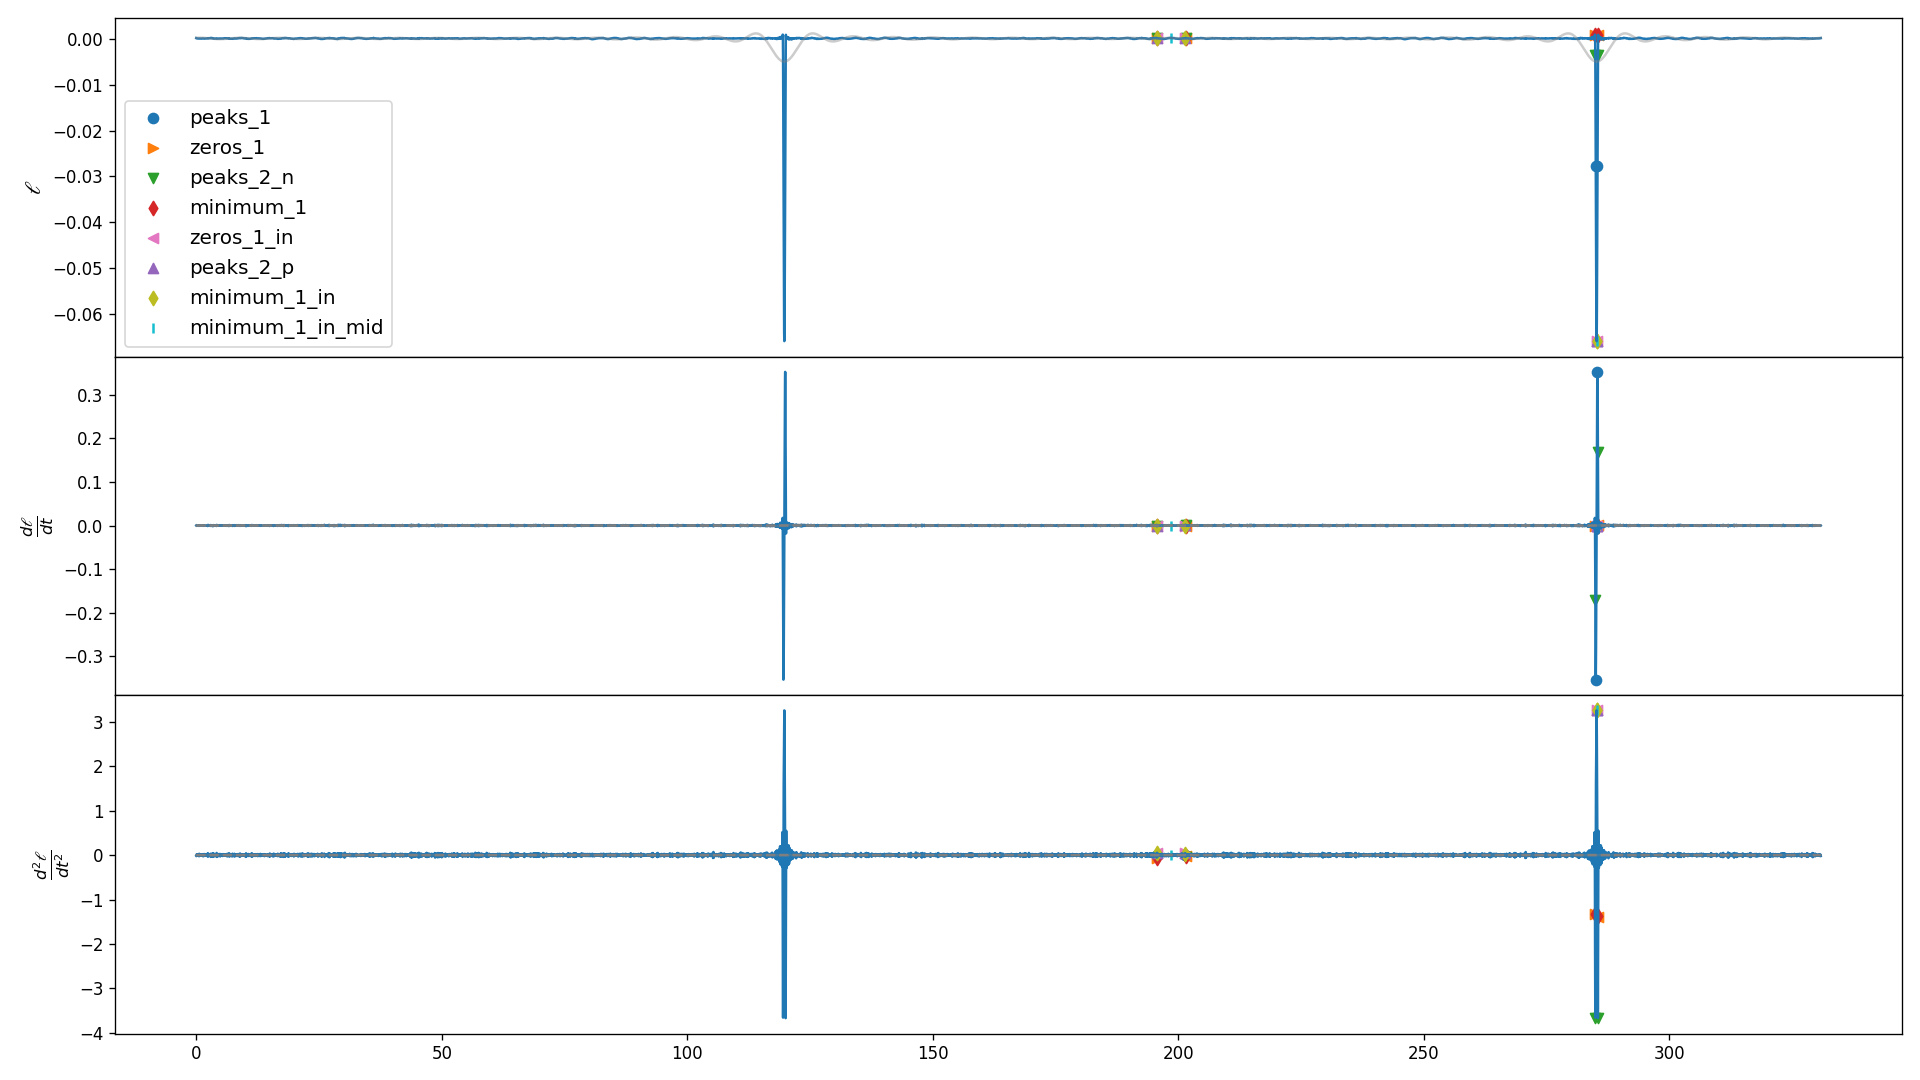 0.00
−0.01
−0.02
−0.03
−0.04
−0.05
−0.06
ℓ
peaks_1
zeros_1
peaks_2_n
minimum_1
zeros_1_in
peaks_2_p
minimum_1_in
minimum_1_in_mid
0.3
0.2
0.1
0.0
−0.1
−0.2
−0.3
dℓ
dt
3
2
1
0
−1
−2
−3
−4
d²ℓ
dt²
0 50 100 150 200 250 300